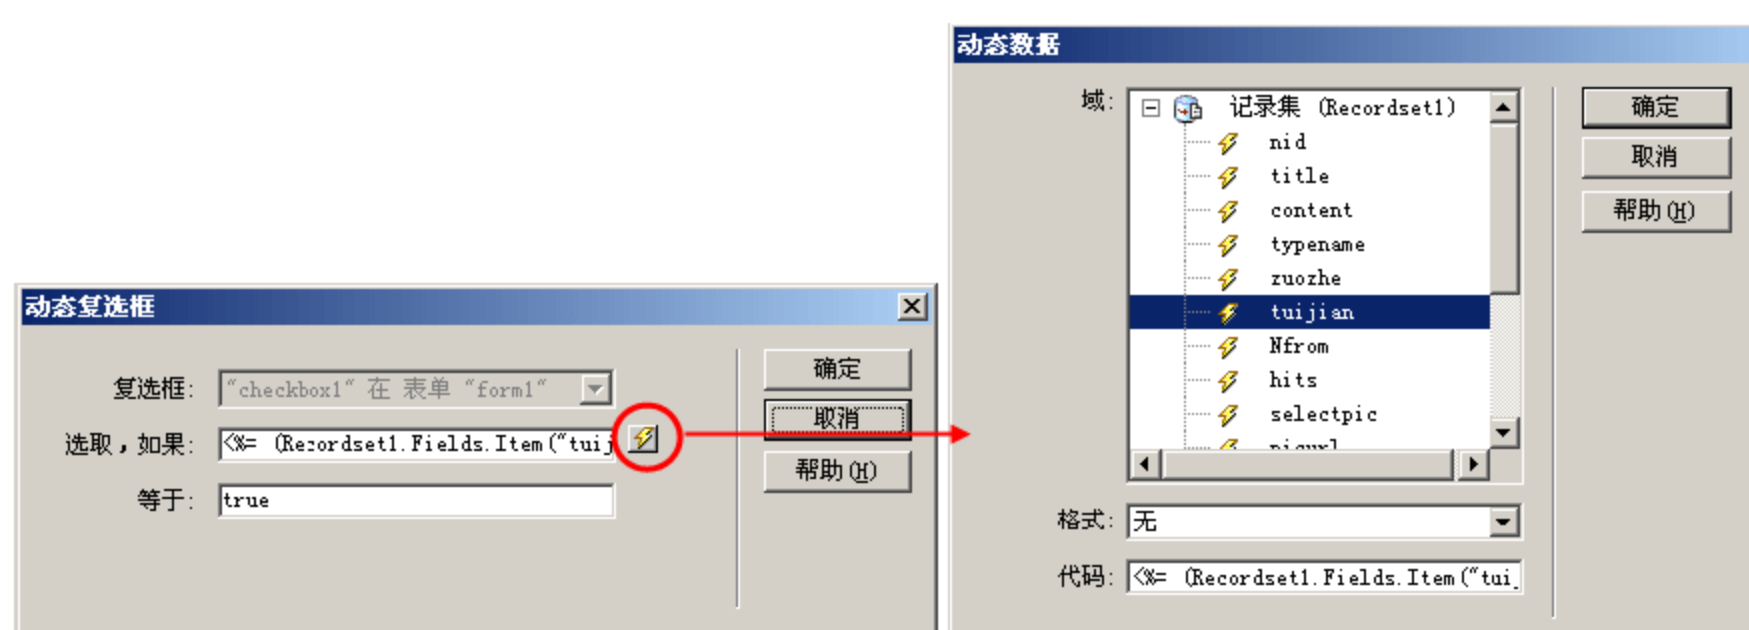 动态复选框
复选框: "checkbox1" 在 表单 "form1"
选取,如果: <%= (Recordset1.Fields.Item("tuij
等于: true
确定
取消
帮助(H)
动态数据
域:
记录集 (Recordset1)
nid
title
content
typename
zuozhe
tuijian
Nfrom
hits
selectpic
picurl
格式: 无
代码: <%= (Recordset1.Fields.Item("tui
确定
取消
帮助(H)